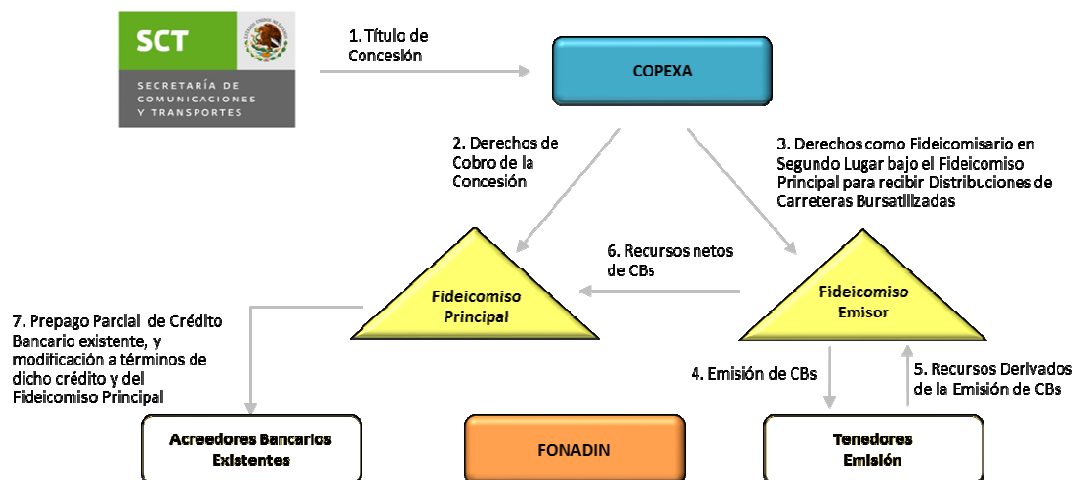 SCT
SECRETARÍA DE
COMUNICACIONES
Y TRANSPORTES
1. Título de
Concesión
COPEXA
2. Derechos de
Cobro de la
Concesión
3. Derechos como Fideicomisario en
Segundo Lugar bajo el Fideicomiso
Principal para recibir Distribuciones de
Carreteras Bursatilizadas
6. Recursos netos
de CBs
Fideicomiso
Principal
Fideicomiso
Emisor
7. Prepago Parcial de Crédito
Bancario existente, y
modificación a términos de
dicho crédito y del
Fideicomiso Principal
4. Emisión de CBs
5. Recursos Derivados
de la Emisión de CBs
Acreedores Bancarios
Existentes
FONADIN
Tenedores
Emisión